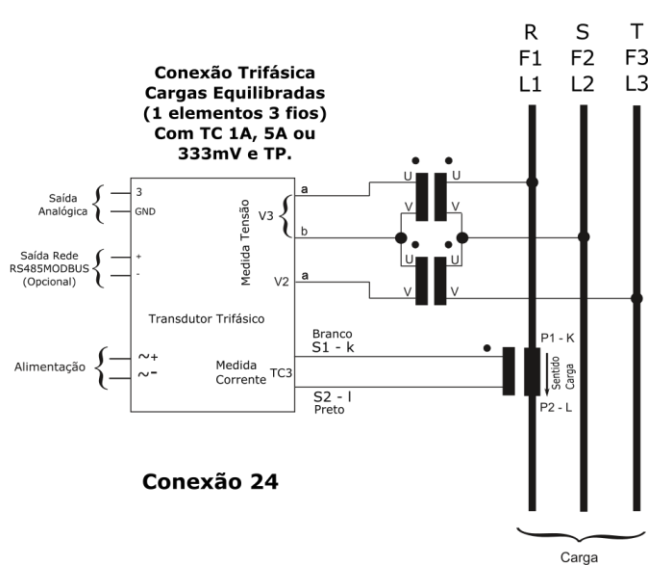 R S T
F1 F2 F3
L1 L2 L3
Conexão Trifásica
Cargas Equilibradas
(1 elementos 3 fios)
Com TC 1A, 5A ou
333mV e TP.
U U
V V
U U
V V
Saída
Analógica
3
GND
Saída Rede
RS485MODBUS
(Opcional)
+
-
Alimentação
~+
~-
Medida Tensão
V3
a
b
V2
a
Transdutor Trifásico
Medida
Corrente
TC3
Branco
S1 - k
S2 - l
Preto
P1 - K
Sentido
Carga
P2 - L
Conexão 24
Carga